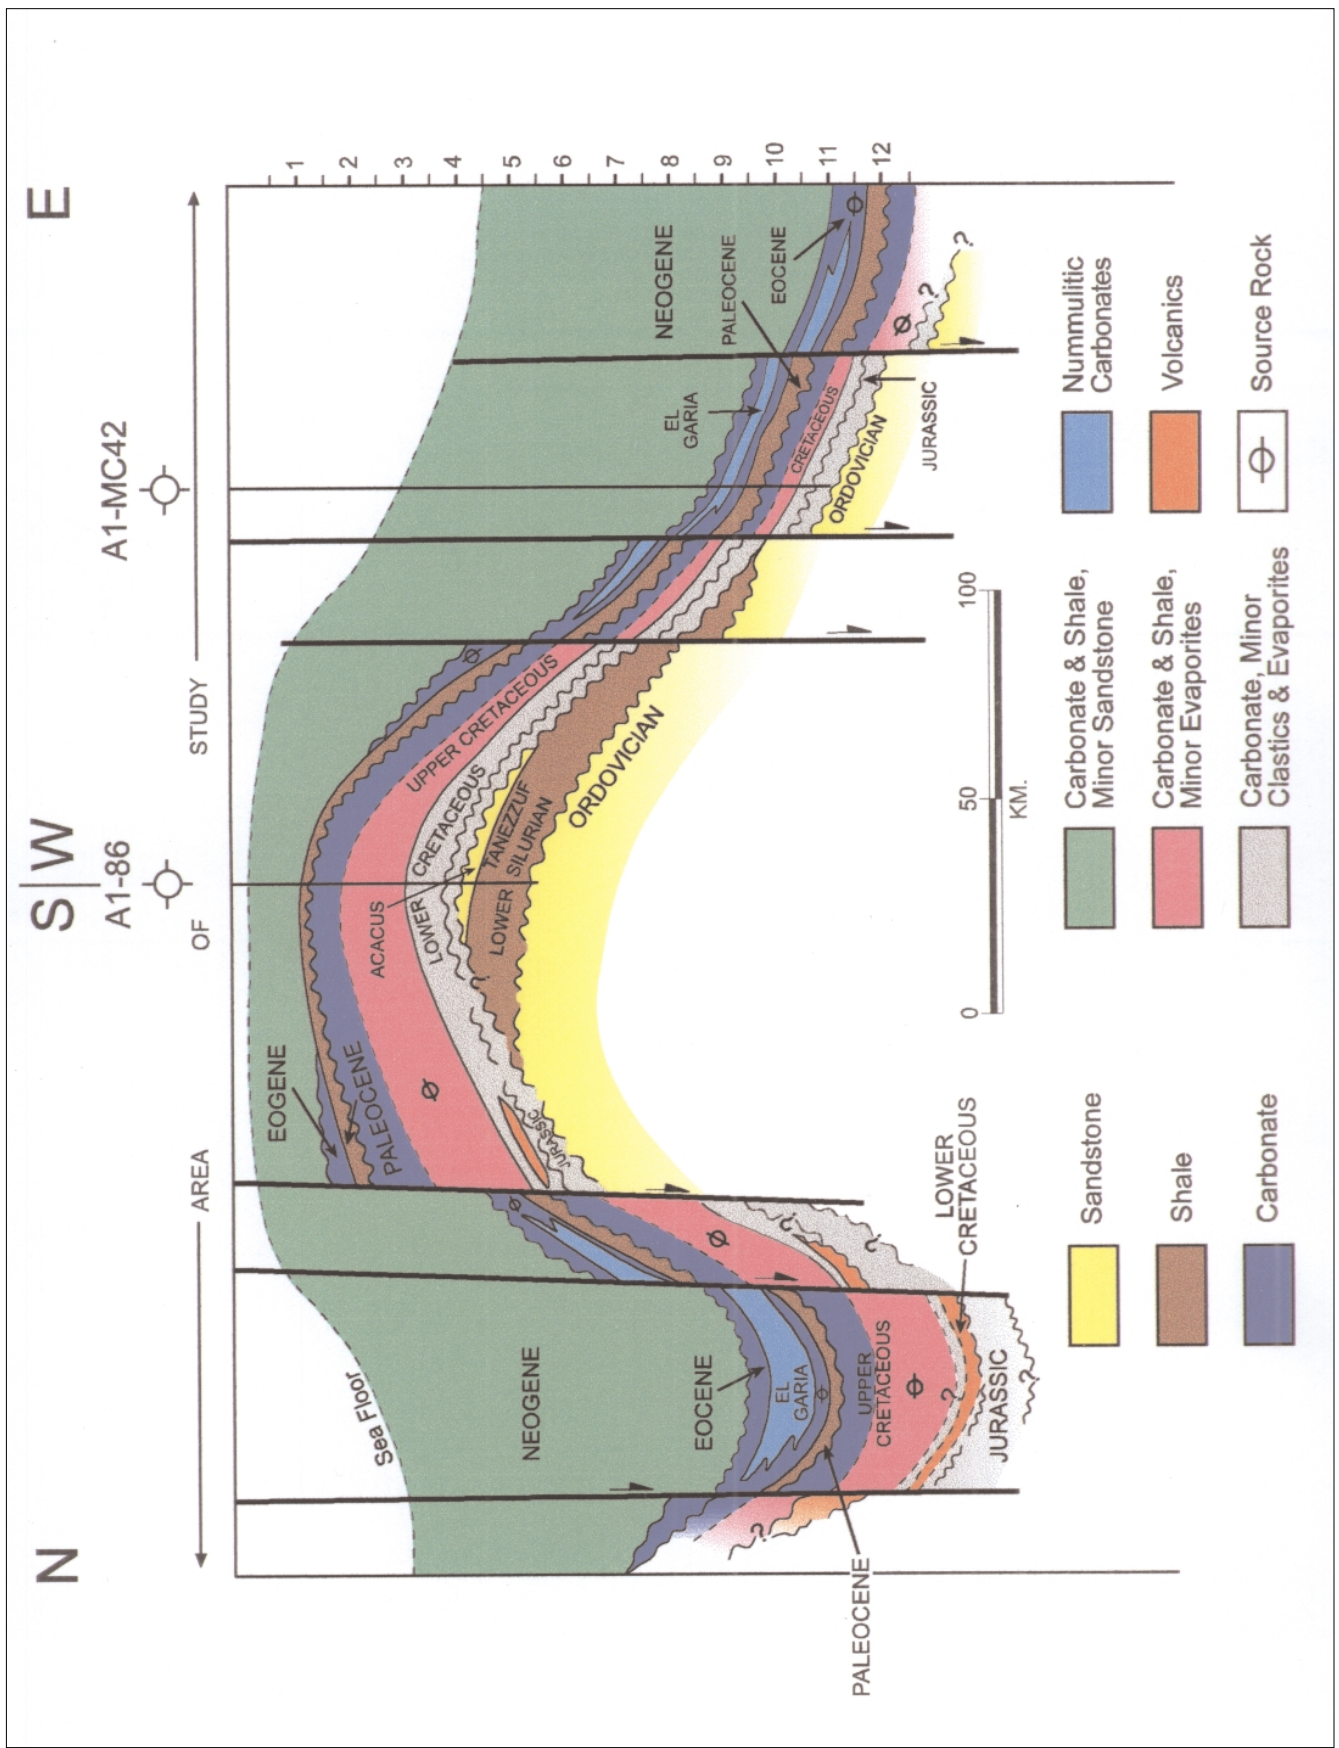 N
S | W
E
A1-86
A1-MC42
AREA
OF
STUDY
Sea Floor
NEOGENE
EOCENE
EL
GARIA
UPPER
CRETACEOUS
?
JURASSIC
?
PALEOCENE
?
LOWER
CRETACEOUS
?
?
EOGENE
PALEOCENE
PALEOCENE
JURASSIC
ACACUS
LOWER CRETACEOUS
?
UPPER CRETACEOUS
TANEZZUF
LOWER SILURIAN
ORDOVICIAN
NEOGENE
EL
GARIA
PALEOCENE
EOCENE
CRETACEOUS
ORDOVICIAN
JURASSIC
?
?
1
2
3
4
5
6
7
8
9
10
11
12
0
50
100
KM.
Sandstone
Shale
Carbonate
Carbonate & Shale,
Minor Sandstone
Carbonate & Shale,
Minor Evaporites
Carbonate, Minor
Clastics & Evaporites
Nummulitic
Carbonates
Volcanics
Source Rock